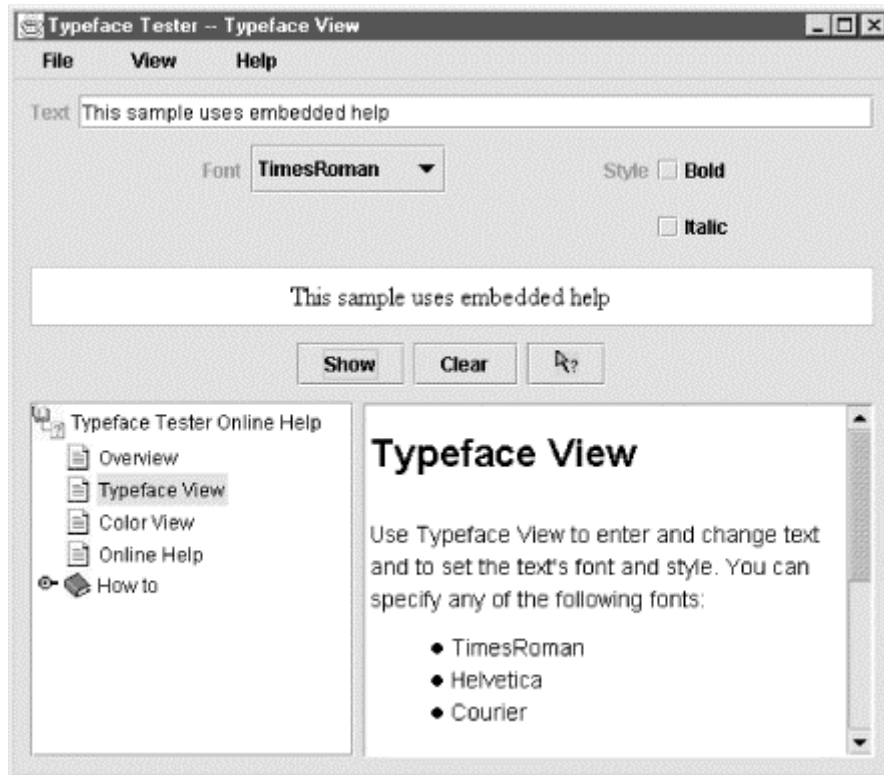 Typeface Tester -- Typeface View
File View Help
Text This sample uses embedded help
Font TimesRoman Style Bold
Italic
This sample uses embedded help
Show Clear ?
Typeface Tester Online Help
Overview
Typeface View
Color View
Online Help
How to
Typeface View
Use Typeface View to enter and change text
and to set the text's font and style. You can
specify any of the following fonts:
● TimesRoman
● Helvetica
● Courier